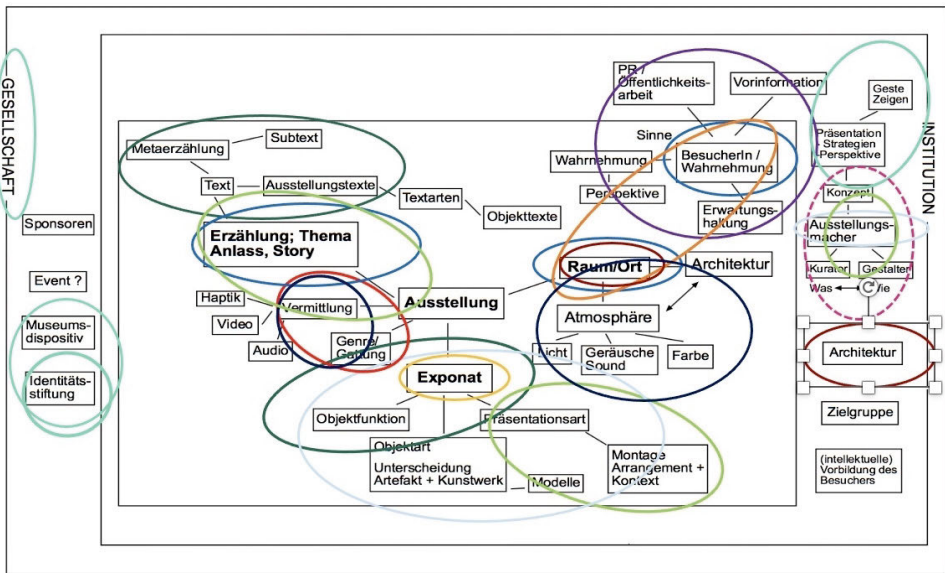 GESELLSCHAFT
Sponsoren
Event ?
Museums-
dispositiv
Identitäts-
stiftung
Metaerzählung
Subtext
Text
Ausstellungstexte
Textarten
Objekttexte
Erzählung; Thema
Anlass, Story
Haptik
Video
Audio
Vermittlung
Genre/
Gattung
Ausstellung
Exponat
Objektfunktion
Objektart
Unterscheidung
Artefakt + Kunstwerk
Modelle
Präsentationsart
Montage
Arrangement +
Kontext
PR /
Öffentlichkeits-
arbeit
Vorinformation
Sinne
Wahrnehmung
Perspektive
BesucherIn /
Wahrnehmung
Erwartungs-
haltung
Raum/Ort
Architektur
Atmosphäre
Licht
Geräusche
Sound
Farbe
INSTITUTION
Geste
Zeigen
Präsentation
Strategien
-Perspektive
Konzept
Ausstellungs-
macher
Kurator
Gestalter
Was
Architektur
Zielgruppe
(intellektuelle)
Vorbildung des
Besuchers